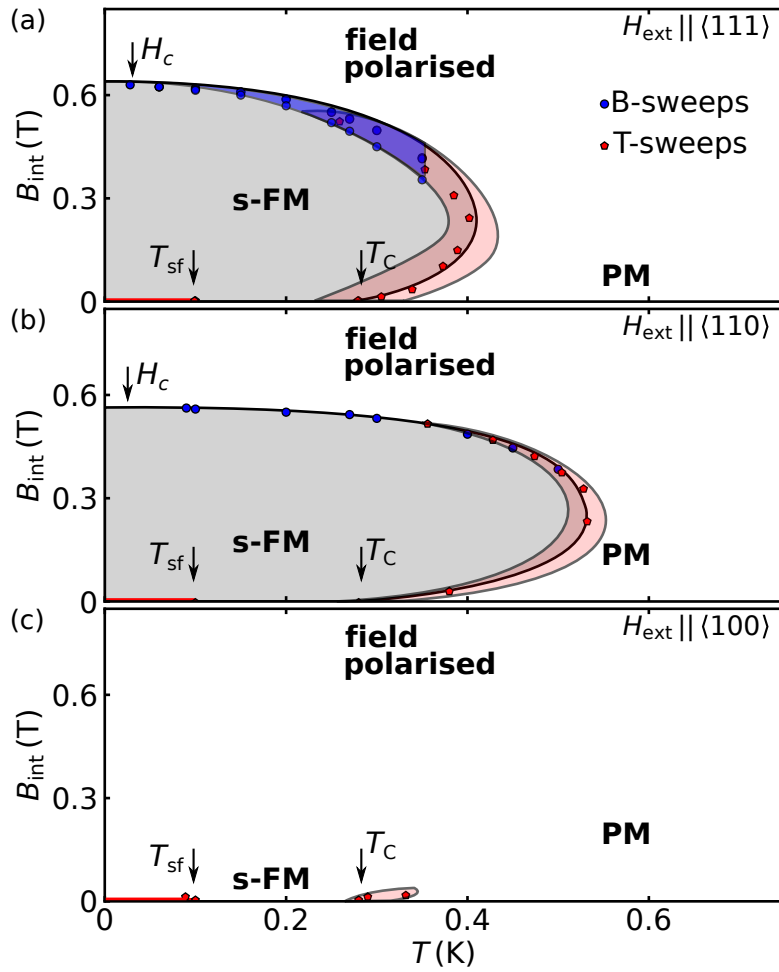 (a)
field
polarised
H_ext || ⟨111⟩
H_c
B-sweeps
T-sweeps
0.6
B_int (T)
0.3
s-FM
T_sf
T_C
PM
0
(b)
field
polarised
H_ext || ⟨110⟩
H_c
0.6
B_int (T)
0.3
s-FM
T_sf
T_C
PM
0
(c)
field
polarised
H_ext || ⟨100⟩
0.6
B_int (T)
0.3
T_sf
T_C
PM
s-FM
0
0 0.2 0.4 0.6
T (K)